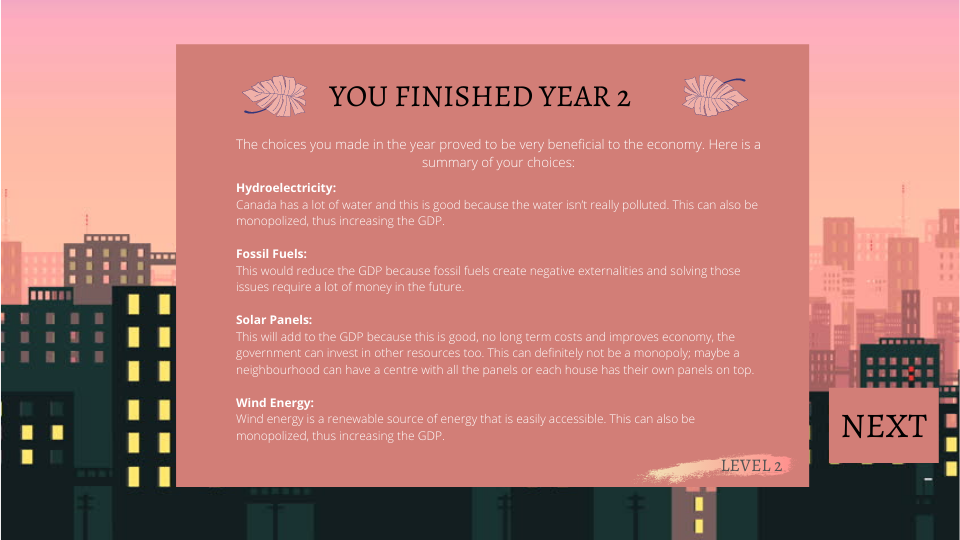 YOU FINISHED YEAR 2
The choices you made in the year proved to be very beneficial to the economy. Here is a
summary of your choices:
Hydroelectricity:
Canada has a lot of water and this is good because the water isn't really polluted. This can also be
monopolized, thus increasing the GDP.
Fossil Fuels:
This would reduce the GDP because fossil fuels create negative externalities and solving those
issues require a lot of money in the future.
Solar Panels:
This will add to the GDP because this is good, no long term costs and improves economy, the
government can invest in other resources too. This can definitely not be a monopoly; maybe a
neighbourhood can have a centre with all the panels or each house has their own panels on top.
Wind Energy:
Wind energy is a renewable source of energy that is easily accessible. This can also be
monopolized, thus increasing the GDP.
NEXT
LEVEL 2